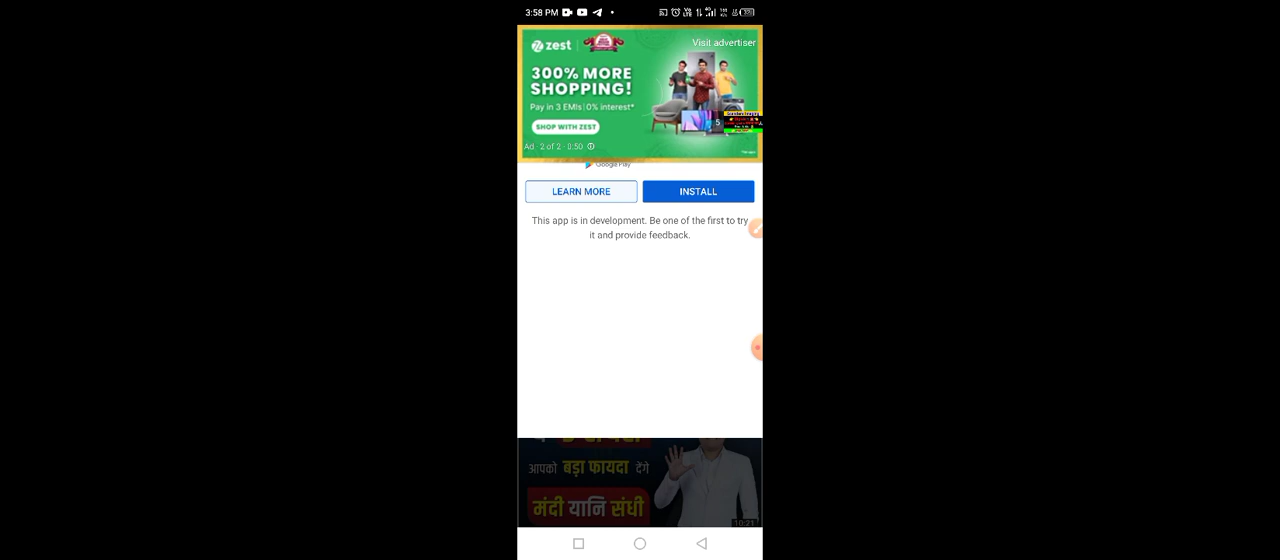 3:58 PM
zest
Visit advertiser
300% MORE
SHOPPING!
Pay in 3 EMIs | 0% interest*
SHOP WITH ZEST
5
Ad · 2 of 2 · 0:50
Google Play
LEARN MORE
INSTALL
This app is in development. Be one of the first to try
it and provide feedback.
आपको बड़ा फायदा देंगे
मंदी यानि संधी
10:21